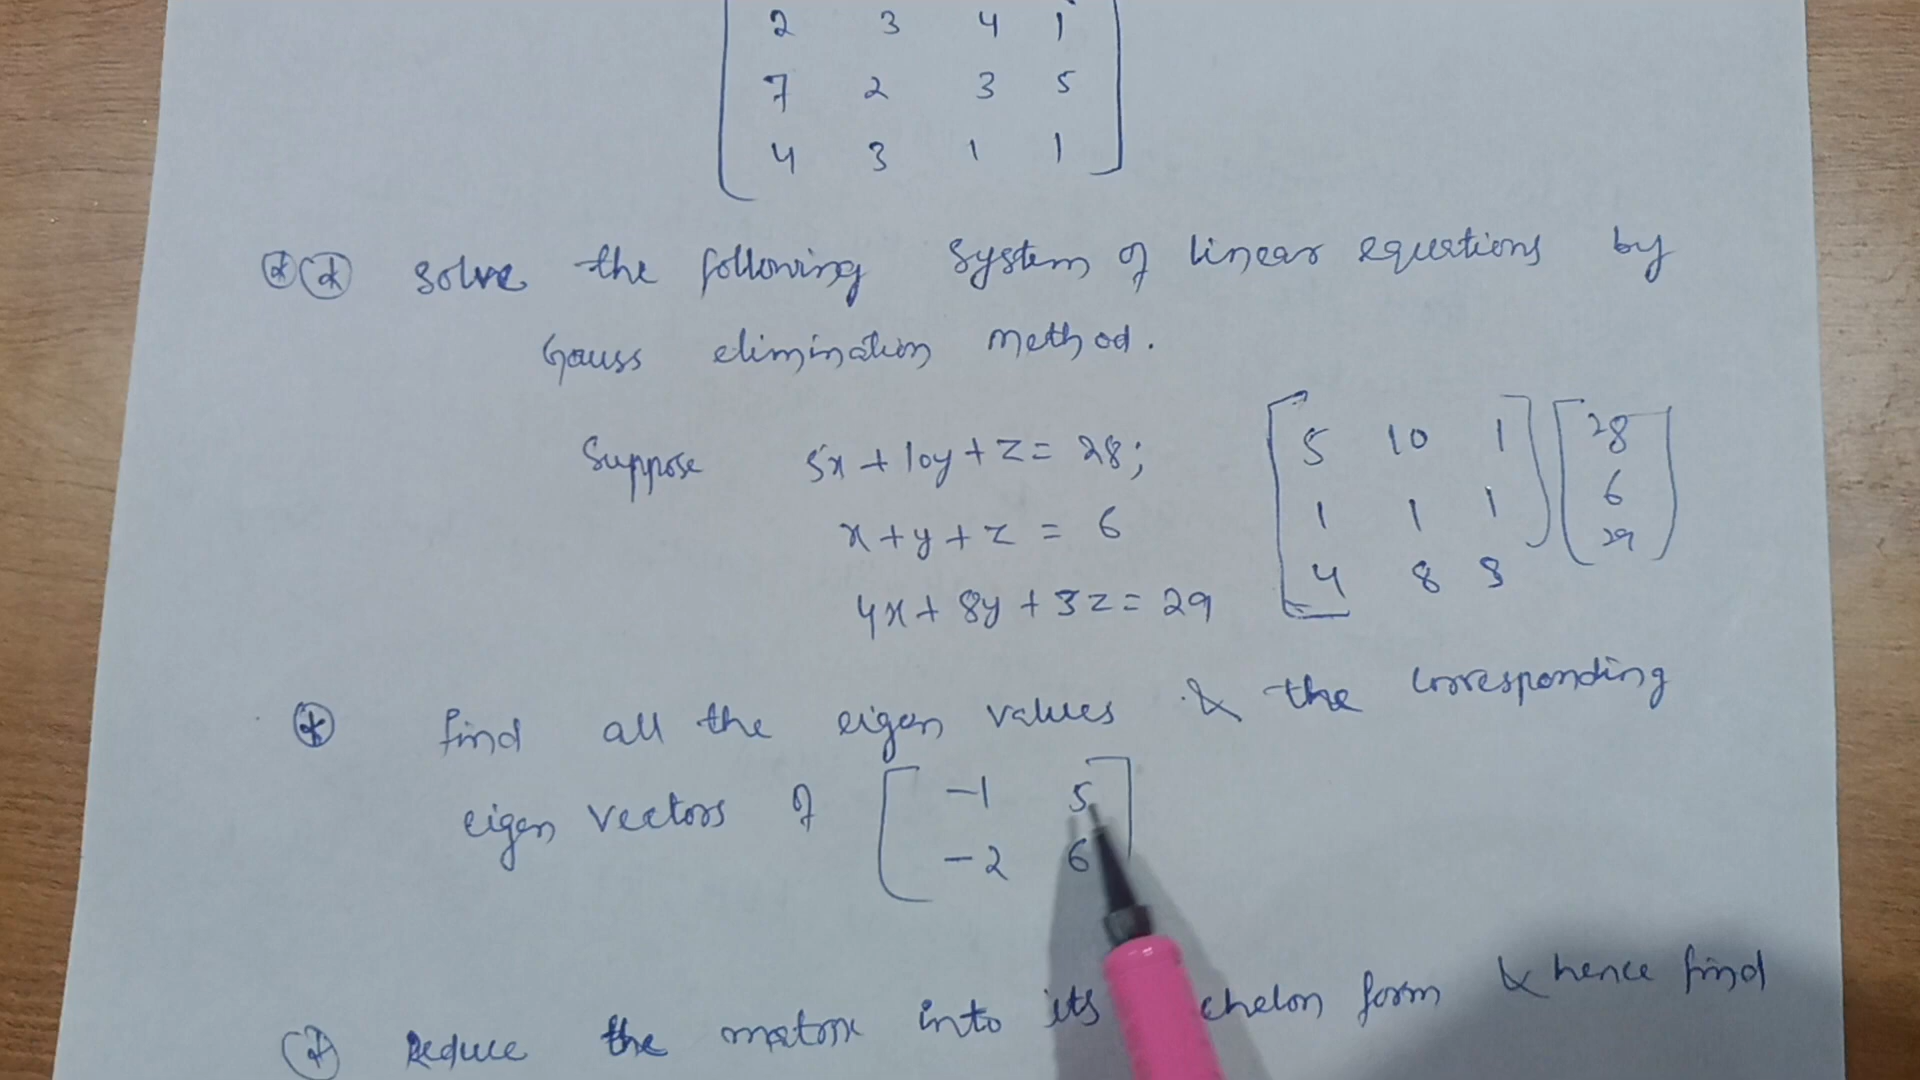 2 3 4 1
7 2 3 5
4 3 1 1
solve the following system of linear equations by
Gauss elimination method.
Suppose 5x + 10y + z = 28;
x + y + z = 6
4x + 8y + 3z = 29
5 10 1 28
1 1 1 6
4 8 3 29
find all the eigen values & the corresponding
eigen vectors of
-1 5
-2 6
Reduce the into its chelon form & hence find